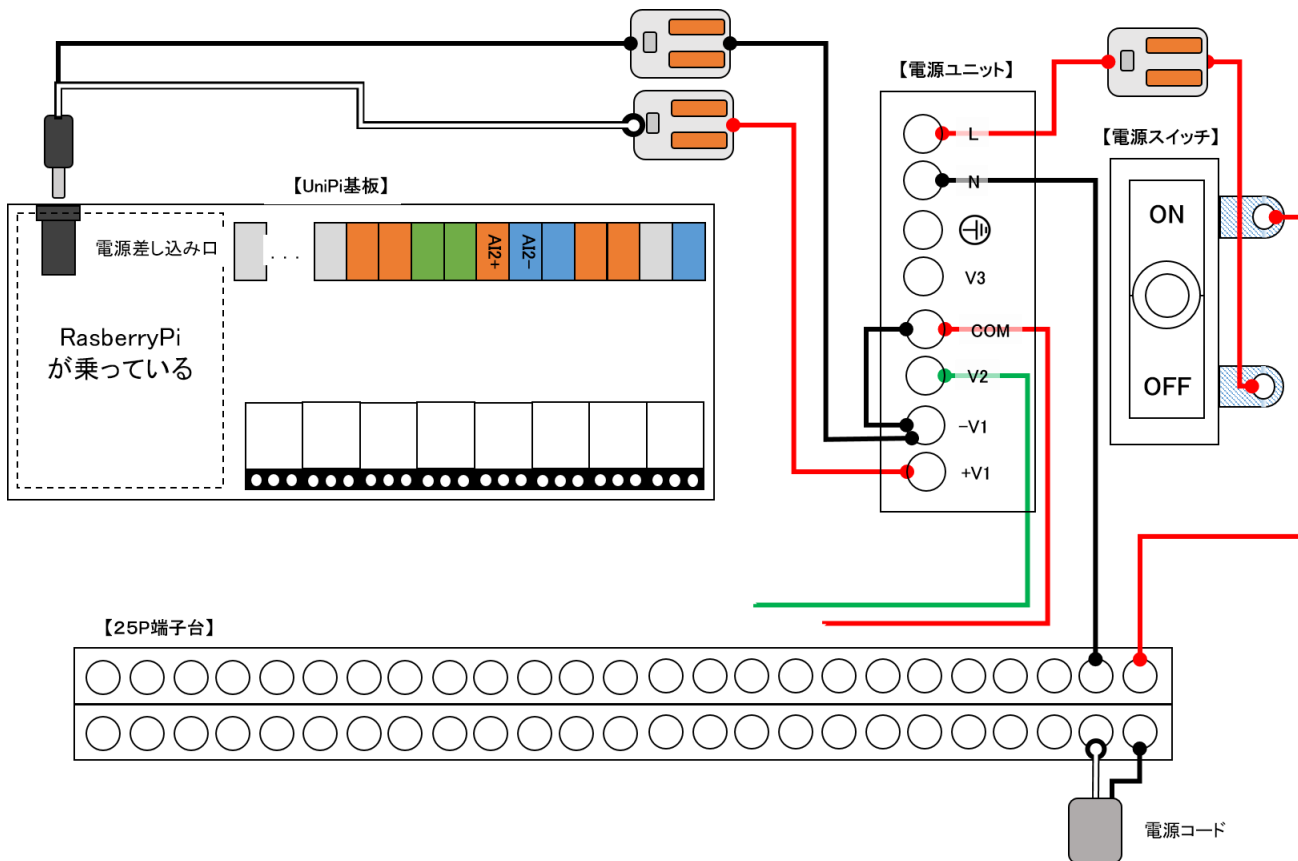 【電源ユニット】
L
N
V3
COM
V2
-V1
+V1
【電源スイッチ】
ON
OFF
【UniPi基板】
電源差し込み口
・・・
AI2+
AI2-
RasberryPi
が乗っている
【25P端子台】
電源コード